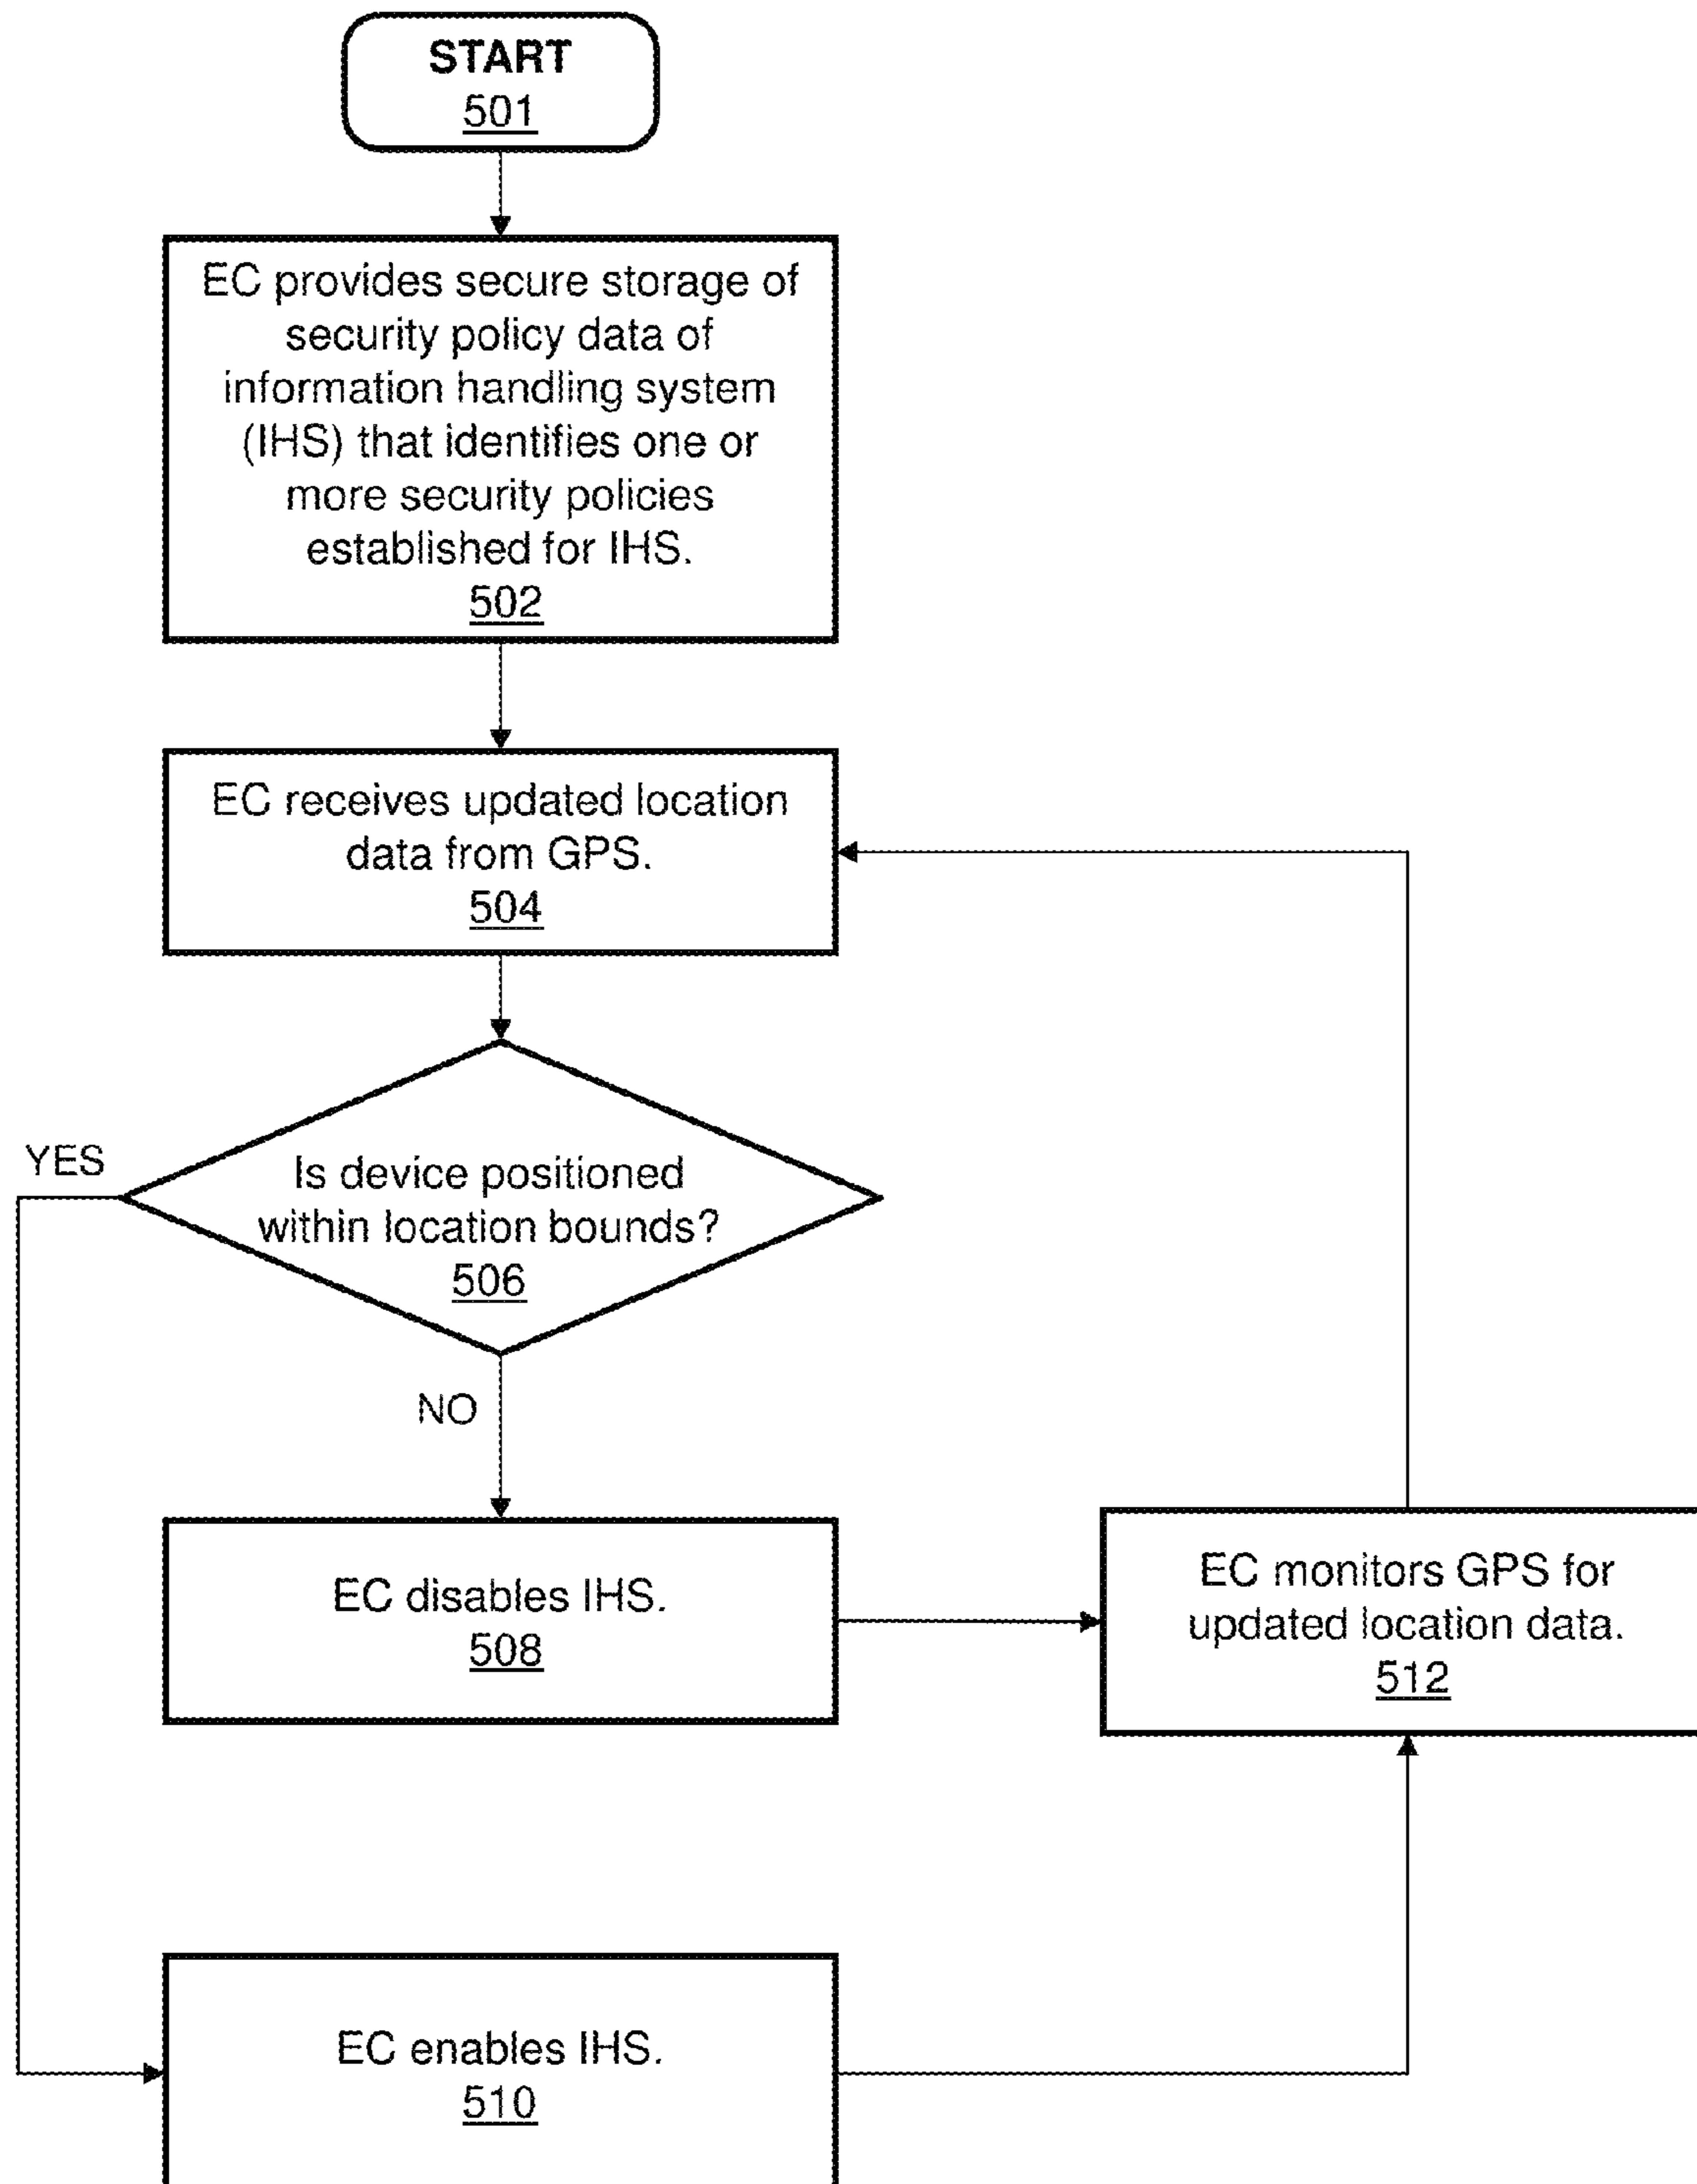 START
501
EC provides secure storage of
security policy data of
information handling system
(IHS) that identifies one or
more security policies
established for IHS.
502
EC receives updated location
data from GPS.
504
YES
Is device positioned
within location bounds?
506
NO
EC disables IHS.
508
EC monitors GPS for
updated location data.
512
EC enables IHS.
510